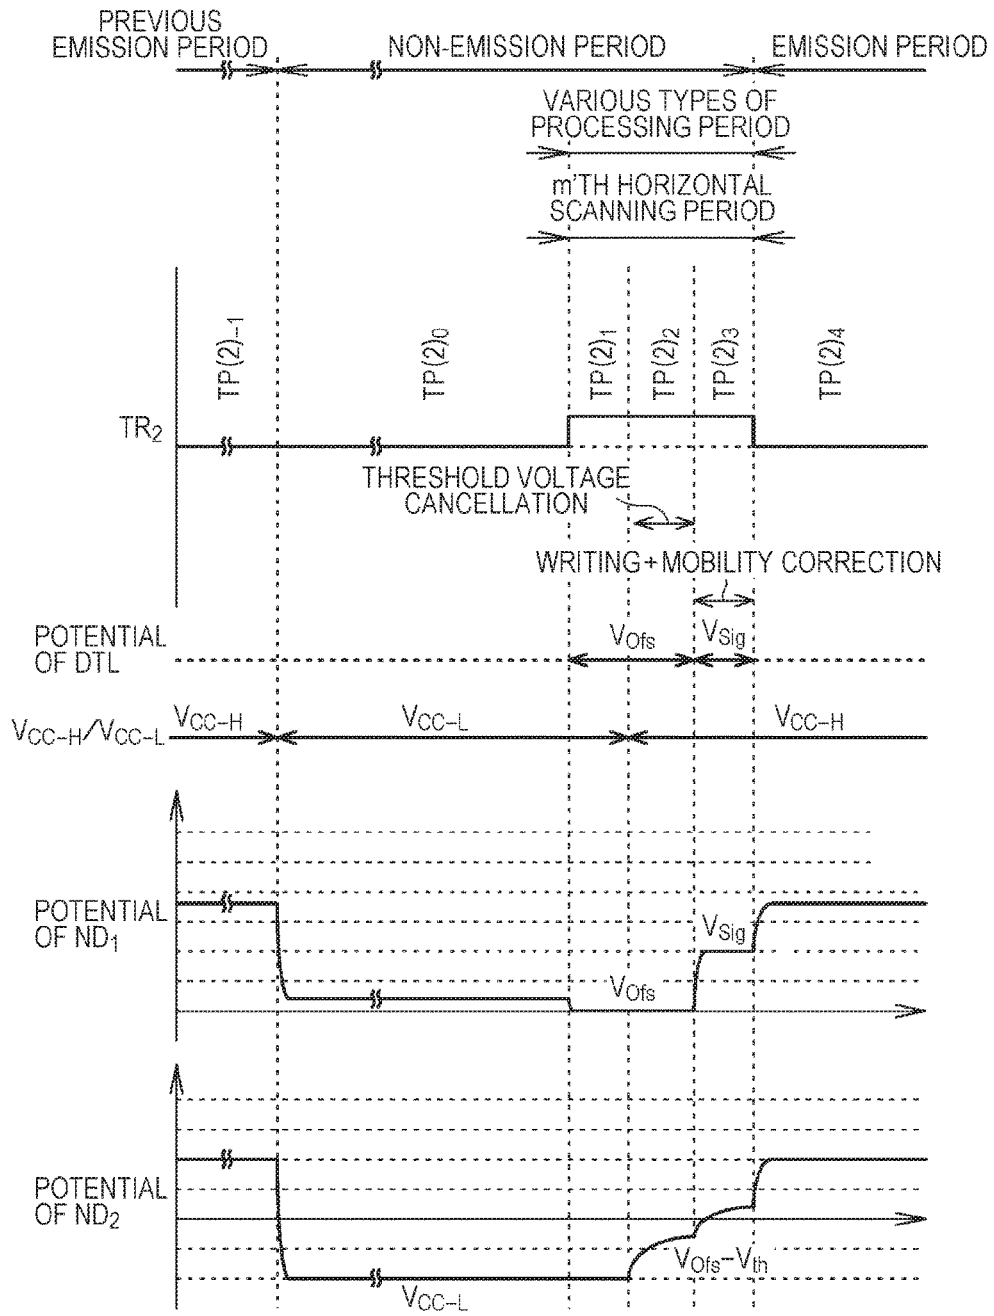 PREVIOUS
EMISSION PERIOD
NON-EMISSION PERIOD
EMISSION PERIOD
VARIOUS TYPES OF
PROCESSING PERIOD
m'TH HORIZONTAL
SCANNING PERIOD
TP(2)₋₁
TP(2)₀
TP(2)₁
TP(2)₂
TP(2)₃
TP(2)₄
TR₂
THRESHOLD VOLTAGE
CANCELLATION
WRITING+MOBILITY CORRECTION
POTENTIAL
OF DTL
VOfs
VSig
VCC-H/VCC-L
VCC-H
VCC-L
VCC-H
POTENTIAL
OF ND₁
VSig
VOfs
POTENTIAL
OF ND₂
VOfs-Vth
VCC-L